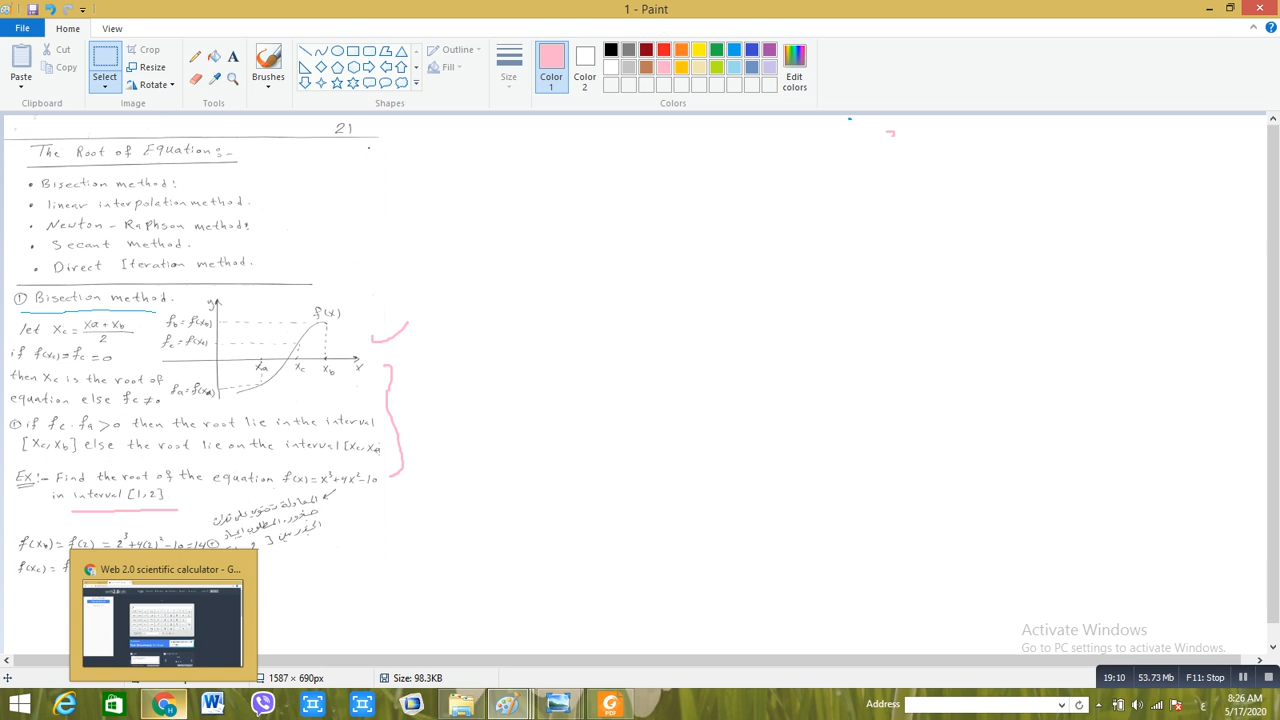 1 - Paint
File Home View
Paste Cut Copy Clipboard
Select Crop Resize Rotate Image
Tools
Brushes
Shapes
Outline Fill
Size
Color 1
Color 2
Colors
Edit colors
21
The Root of Equations:-
• Bisection method:
• linear interpolation method.
• Newton - Raphson method:
• Secant method.
• Direct Iteration method.
① Bisection method.
let Xc = Xa + Xb / 2
if f(xc) = fc = 0
then Xc is the root of
equation else fc ≠ 0
y
f(x)
fb = f(xb)
fc = f(xc)
fa = f(xa)
Xa Xc Xb X
if fc . fa > 0 then the root lie in the interval
[Xc, Xb] else the root lie on the interval [Xc, Xa
EX:- Find the root of the equation f(x) = x³+4x²-10
in interval [1,2]
f(Xb) = f(2) = 2³+4(2)²-10 = 14
f(xc) = f
Web 2.0 scientific calculator - G...
Activate Windows
Go to PC settings to activate Windows.
1587 × 690px
Size: 98.3KB
19:10 53.73 Mb F11: Stop
Address
8:26 AM
5/17/2020